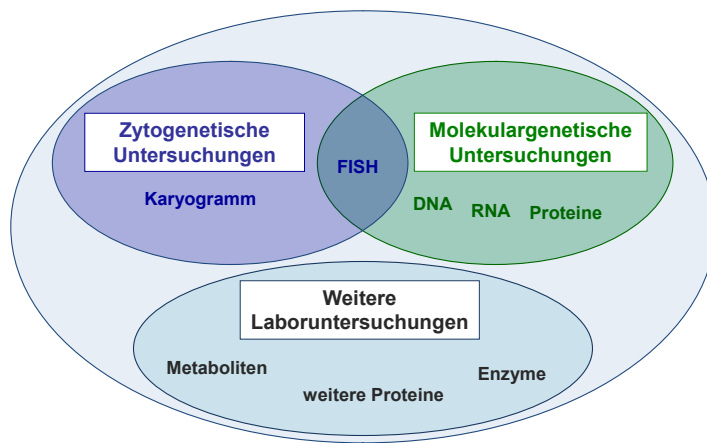 Zytogenetische
Untersuchungen
Molekulargenetische
Untersuchungen
FISH
Karyogramm
DNA
RNA
Proteine
Weitere
Laboruntersuchungen
Metaboliten
weitere Proteine
Enzyme